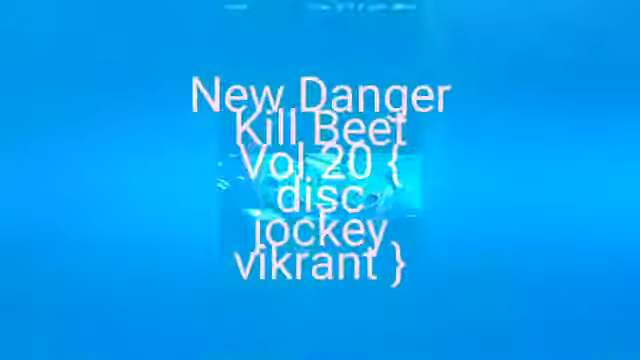 New Danger
Kill Beet
Vol 20 {
disc
jockey
vikrant }